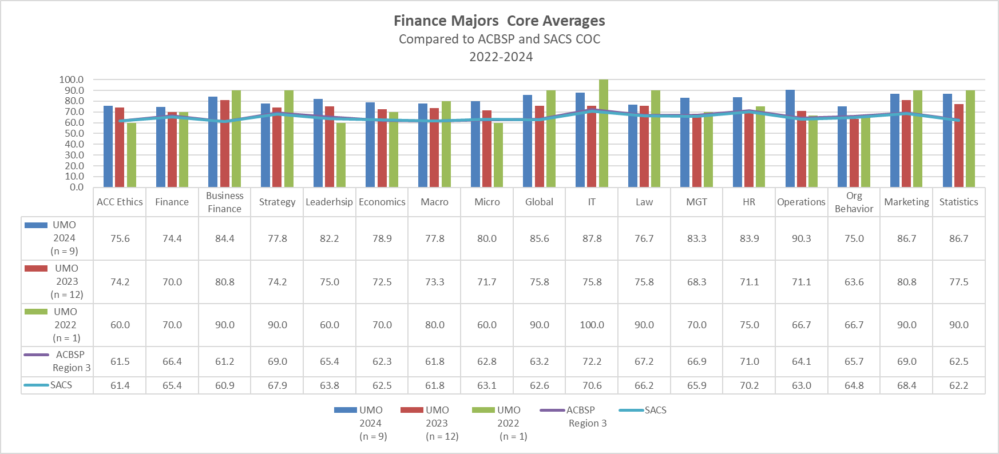 Finance Majors  Core Averages
Compared to ACBSP and SACS COC
2022-2024
100.0
90.0
80.0
70.0
60.0
50.0
40.0
30.0
20.0
10.0
0.0
ACC Ethics Finance Business Finance Strategy Leaderhsip Economics Macro Micro Global IT Law MGT HR Operations Org Behavior Marketing Statistics
UMO
2024
(n = 9)
75.6 74.4 84.4 77.8 82.2 78.9 77.8 80.0 85.6 87.8 76.7 83.3 83.9 90.3 75.0 86.7 86.7
UMO
2023
(n = 12)
74.2 70.0 80.8 74.2 75.0 72.5 73.3 71.7 75.8 75.8 75.8 68.3 71.1 71.1 63.6 80.8 77.5
UMO
2022
(n = 1)
60.0 70.0 90.0 90.0 60.0 70.0 80.0 60.0 90.0 100.0 90.0 70.0 75.0 66.7 66.7 90.0 90.0
ACBSP
Region 3
61.5 66.4 61.2 69.0 65.4 62.3 61.8 62.8 63.2 72.2 67.2 66.9 71.0 64.1 65.7 69.0 62.5
SACS 61.4 65.4 60.9 67.9 63.8 62.5 61.8 63.1 62.6 70.6 66.2 65.9 70.2 63.0 64.8 68.4 62.2
UMO
2024
(n = 9)
UMO
2023
(n = 12)
UMO
2022
(n = 1)
ACBSP
Region 3
SACS